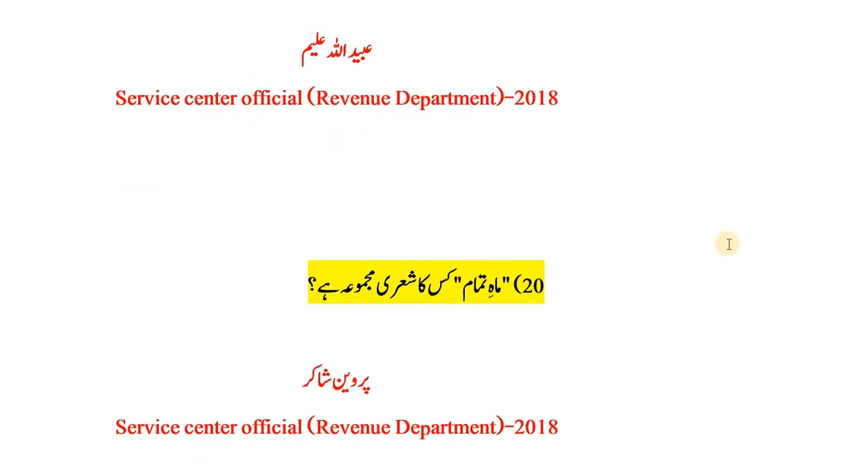 عبید اللہ علیم
Service center official (Revenue Department)-2018
20) "ماہِ تمام" کس کا شعری مجموعہ ہے؟
پروین شاکر
Service center official (Revenue Department)-2018